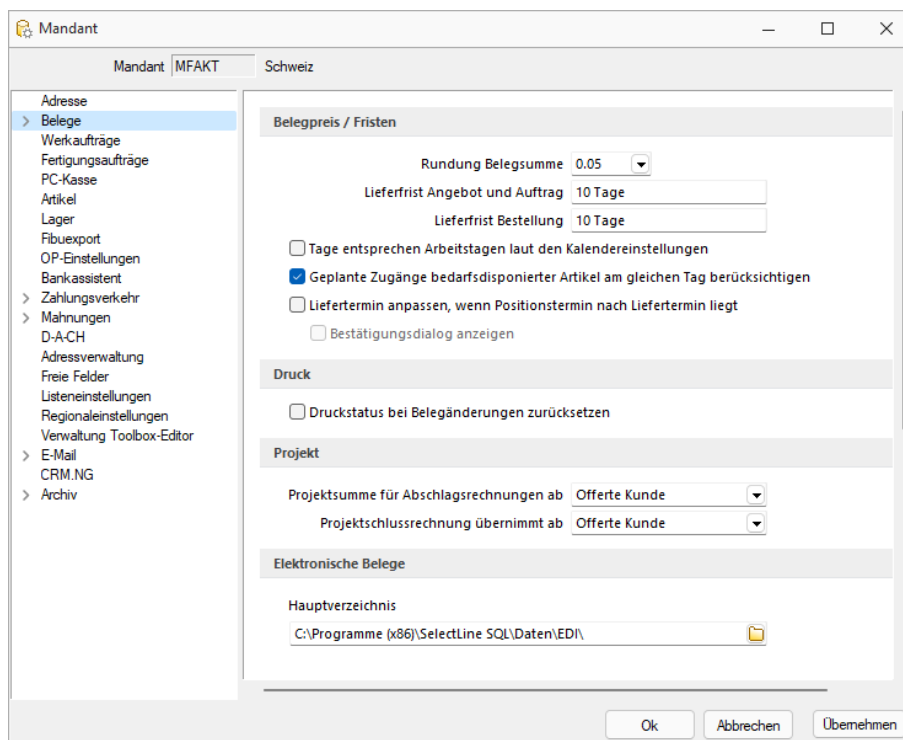 Mandant
Mandant MFAKT Schweiz
Adresse
Belege
Werkaufträge
Fertigungsaufträge
PC-Kasse
Artikel
Lager
Fibuexport
OP-Einstellungen
Bankassistent
Zahlungsverkehr
Mahnungen
D-A-CH
Adressverwaltung
Freie Felder
Listeneinstellungen
Regionaleinstellungen
Verwaltung Toolbox-Editor
E-Mail
CRM.NG
Archiv
Belegpreis / Fristen
Rundung Belegsumme 0.05
Lieferfrist Angebot und Auftrag 10 Tage
Lieferfrist Bestellung 10 Tage
Tage entsprechen Arbeitstagen laut den Kalendereinstellungen
Geplante Zugänge bedarfsdisponierter Artikel am gleichen Tag berücksichtigen
Liefertermin anpassen, wenn Positionstermin nach Liefertermin liegt
Bestätigungsdialog anzeigen
Druck
Druckstatus bei Belegänderungen zurücksetzen
Projekt
Projektsumme für Abschlagsrechnungen ab Offerte Kunde
Projektschlussrechnung übernimmt ab Offerte Kunde
Elektronische Belege
Hauptverzeichnis
C:\Programme (x86)\SelectLine SQL\Daten\EDI\
Ok Abbrechen Übernehmen